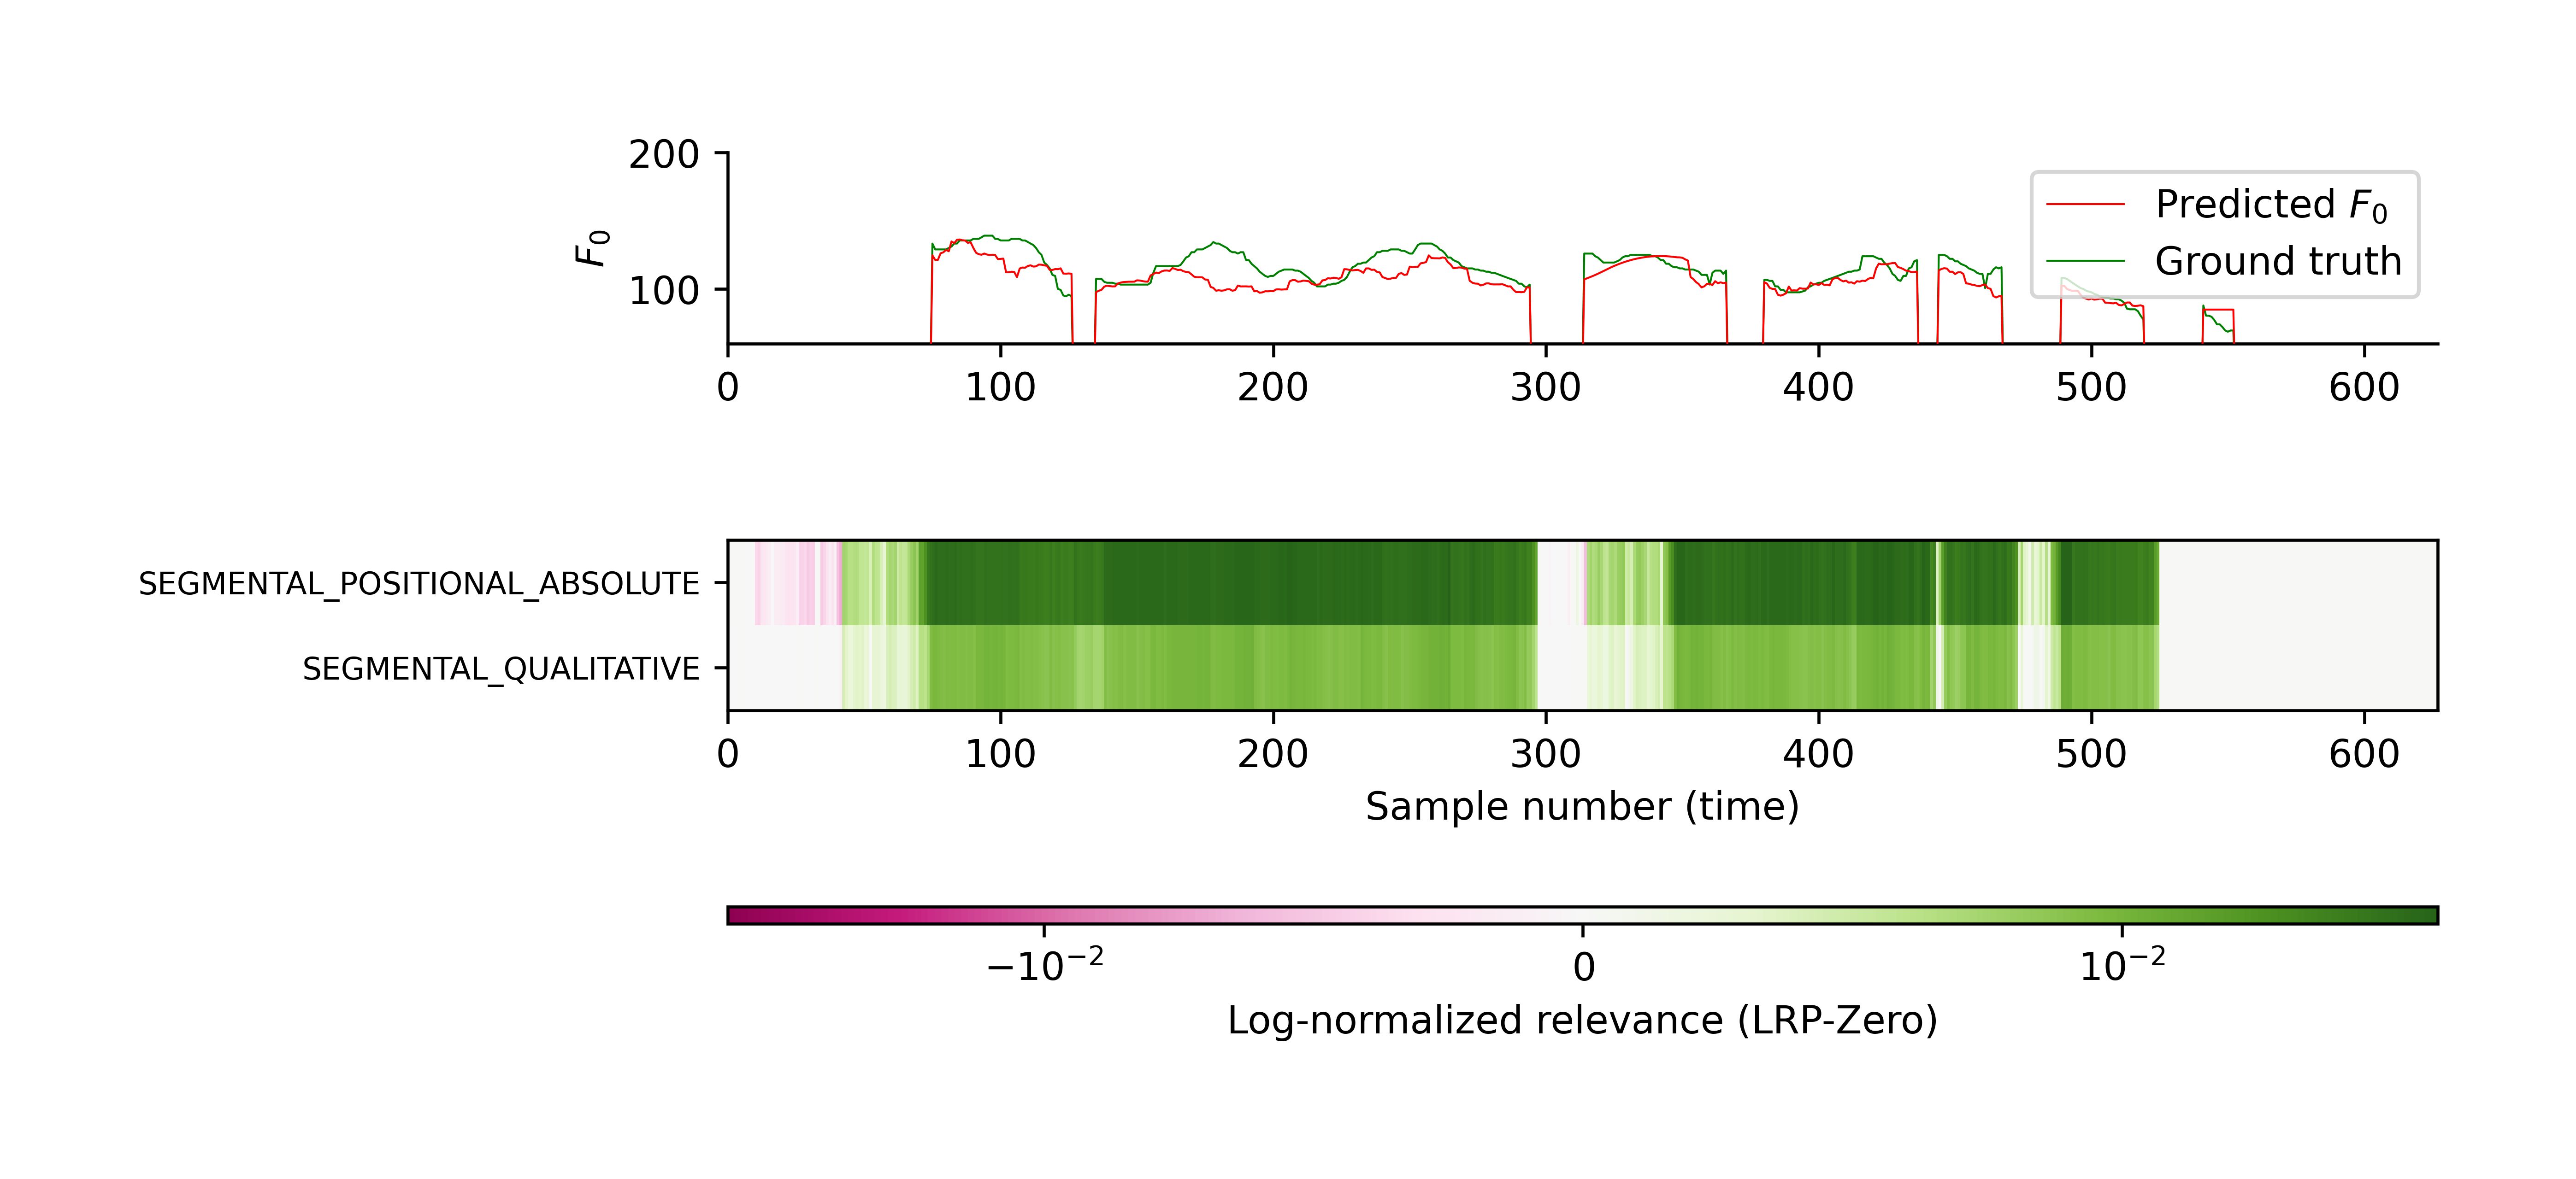 200
100
F₀
Predicted F₀
Ground truth
0 100 200 300 400 500 600
SEGMENTAL_POSITIONAL_ABSOLUTE
SEGMENTAL_QUALITATIVE
0 100 200 300 400 500 600
Sample number (time)
−10⁻² 0 10⁻²
Log-normalized relevance (LRP-Zero)